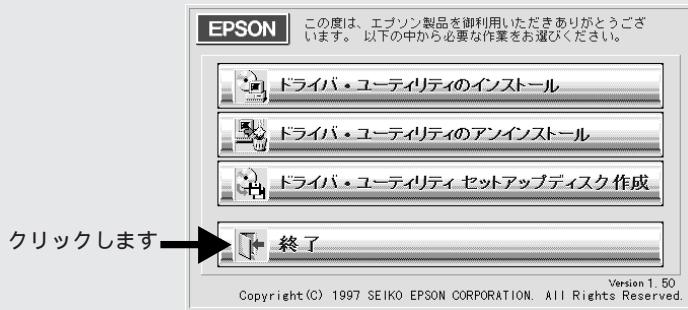 EPSON
この度は、エプソン製品を御利用いただきありがとうござ
います。 以下の中から必要な作業をお選びください。
ドライバ・ユーティリティのインストール
ドライバ・ユーティリティのアンインストール
ドライバ・ユーティリティ セットアップディスク作成
クリックします
終了
Version 1.50
Copyright(C) 1997 SEIKO EPSON CORPORATION. All Rights Reserved.